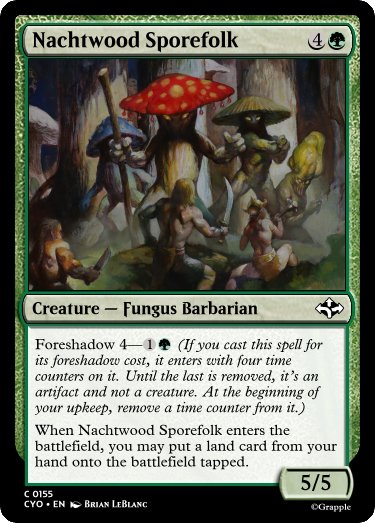 Nachtwood Sporefolk 4
Creature — Fungus Barbarian
Foreshadow 4—1 (If you cast this spell for
its foreshadow cost, it enters with four time
counters on it. Until the last is removed, it's an
artifact and not a creature. At the beginning
of your upkeep, remove a time counter from it.)
When Nachtwood Sporefolk enters the
battlefield, you may put a land card from your
hand onto the battlefield tapped.
5/5
C 0155
CYO • EN BRIAN LEBLANC
©Grapple